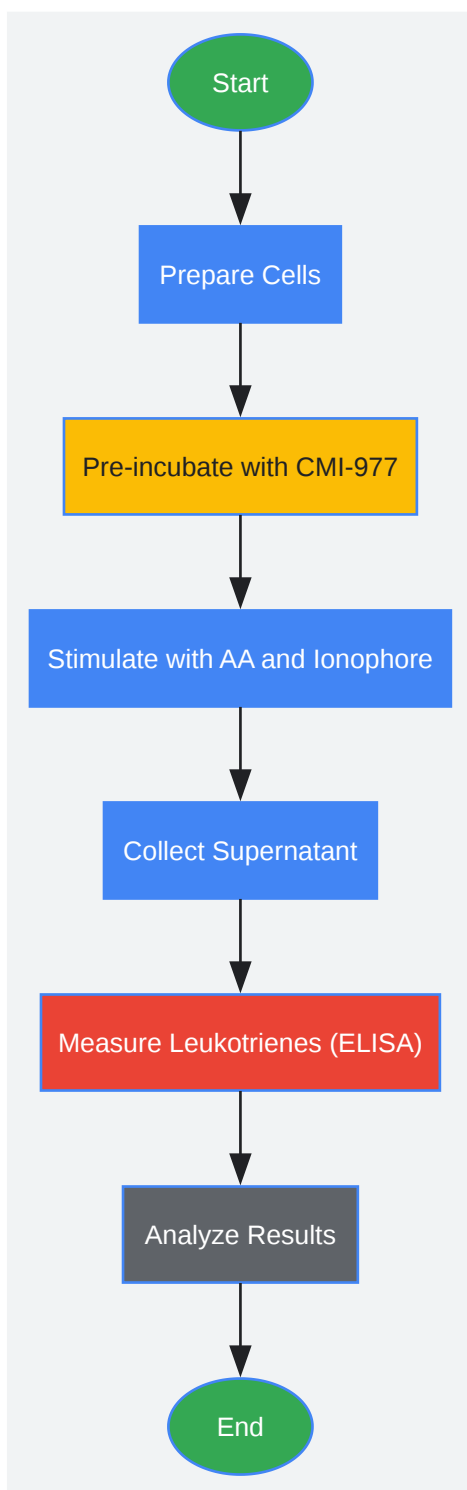 Start
Prepare Cells
Pre-incubate with CMI-977
Stimulate with AA and Ionophore
Collect Supernatant
Measure Leukotrienes (ELISA)
Analyze Results
End